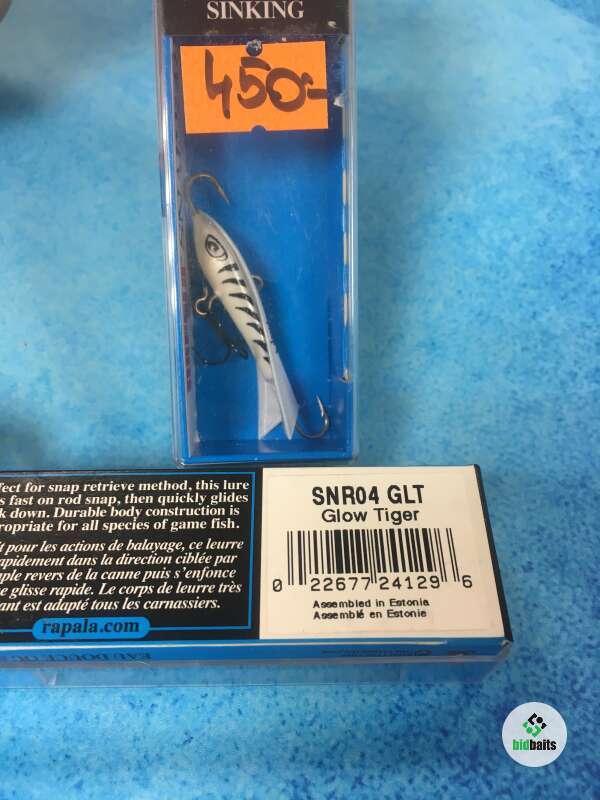 SINKING
450-
fect for snap retrieve method, this lure
s fast on rod snap, then quickly glides
k down. Durable body construction is
ropriate for all species of game fish.
t pour les actions de balayage, ce leurre
rapidement dans la direction ciblée par
ple revers de la canne puis s'enfonce
e glisse rapide. Le corps de leurre très
ant est adapté tous les carnassiers.
rapala.com
SNR04 GLT
Glow Tiger
0 22677 24129 6
Assembled in Estonia
Assemblé en Estonie
EAU DOUCE OU
bidbaits